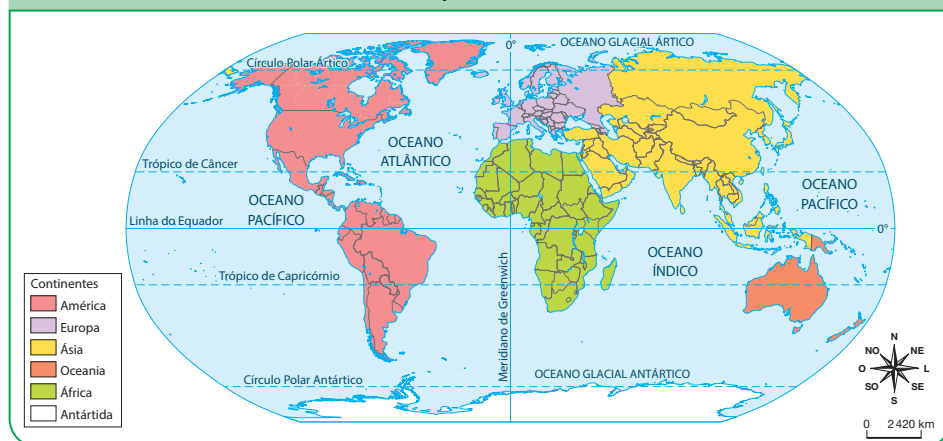 0°
OCEANO GLACIAL ÁRTICO
Círculo Polar Ártico
OCEANO
ATLÂNTICO
Trópico de Câncer
OCEANO
PACÍFICO
OCEANO
PACÍFICO
Linha do Equador
0°
OCEANO
ÍNDICO
Trópico de Capricórnio
Meridiano de Greenwich
Continentes
América
Europa
Ásia
Oceania
África
Antártida
Círculo Polar Antártico
OCEANO GLACIAL ANTÁRTICO
N
NO
NE
O
L
SO
SE
S
0 2 420 km